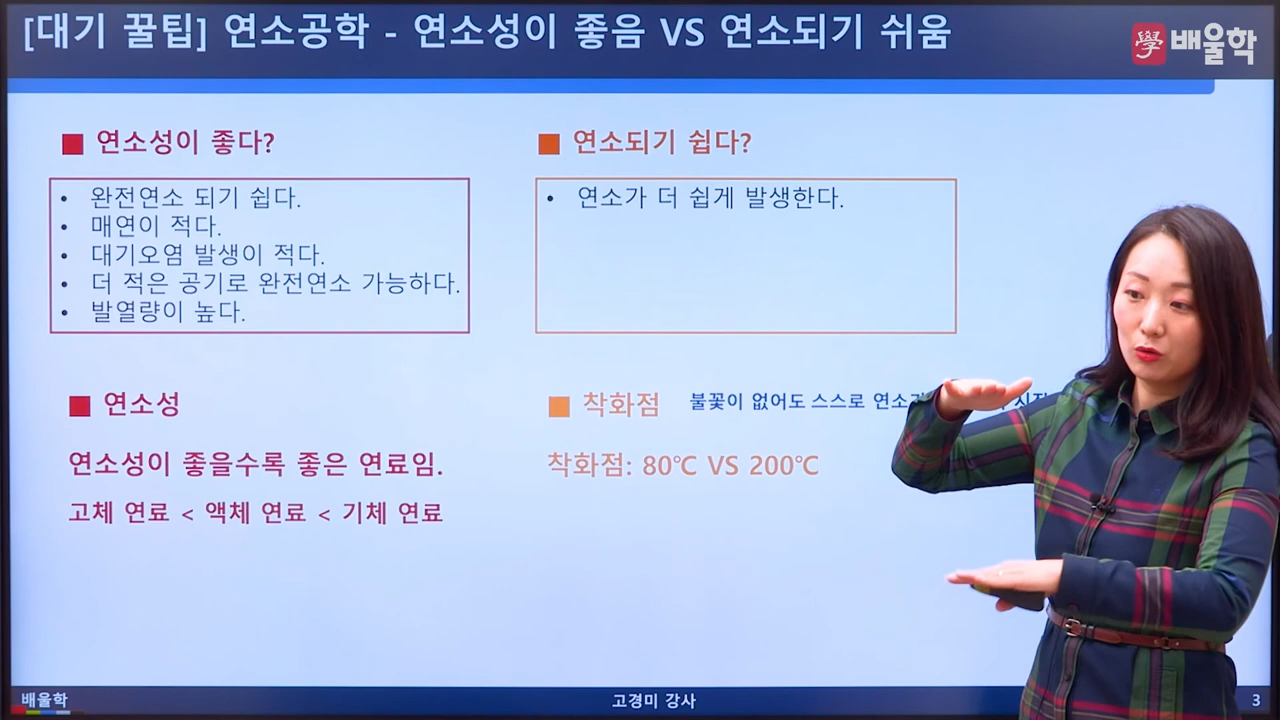 [대기 꿀팁] 연소공학 - 연소성이 좋음 VS 연소되기 쉬움
學 배울학
■ 연소성이 좋다?
• 완전연소 되기 쉽다.
• 매연이 적다.
• 대기오염 발생이 적다.
• 더 적은 공기로 완전연소 가능하다.
• 발열량이 높다.
■ 연소되기 쉽다?
• 연소가 더 쉽게 발생한다.
■ 연소성
연소성이 좋을수록 좋은 연료임.
고체 연료 < 액체 연료 < 기체 연료
■ 착화점 불꽃이 없어도 스스로
착화점: 80℃ VS 200℃
배울학
고경미 강사
3